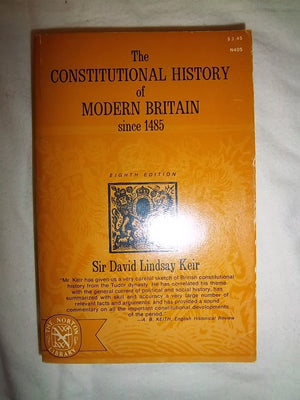 $3.45
N405
The
CONSTITUTIONAL HISTORY
of
MODERN BRITAIN
since 1485
EIGHTH EDITION
Sir David Lindsay Keir
"Mr. Keir has given us a very careful sketch of British constitutional
history from the Tudor dynasty. He has correlated his theme
with the general current of political and social history, has
summarized with skill and accuracy a very large number of
relevant facts and arguments, and has provided a sound
commentary on all the important constitutional developments
of the period."
—A. B. KEITH, English Historical Review
THE NORTON
LIBRARY